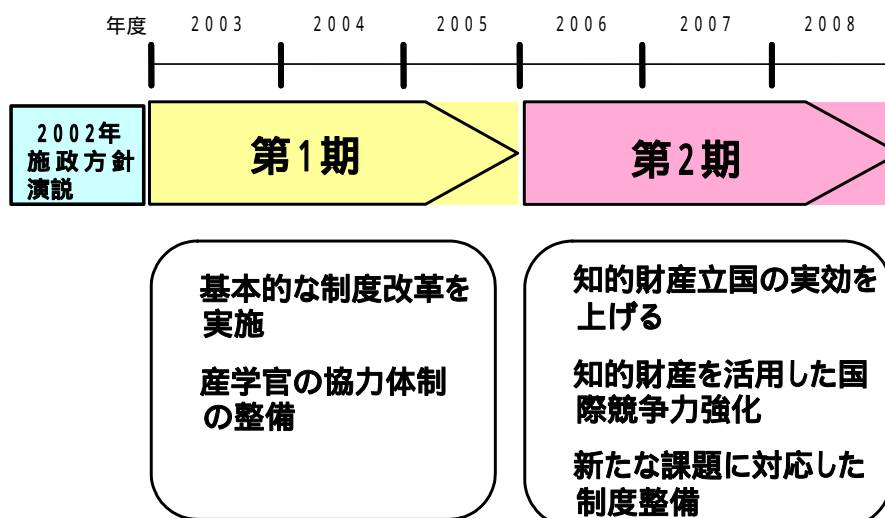 年度 2003 2004 2005 2006 2007 2008
2002年
施政方針
演説
第1期
第2期
基本的な制度改革を
実施
産学官の協力体制
の整備
知的財産立国の実効を
上げる
知的財産を活用した国
際競争力強化
新たな課題に対応した
制度整備